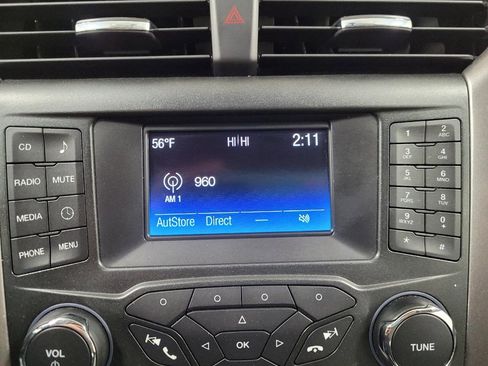 56°F HI HI 2:11
960
AM 1
AutStore Direct
CD
RADIO MUTE
MEDIA
PHONE MENU
1 2 ABC
3 DEF 4 GHI
5 JKL 6 MNO
7 PQRS 8 TUV
9 WXYZ 0 +
* #
VOL
OK
TUNE